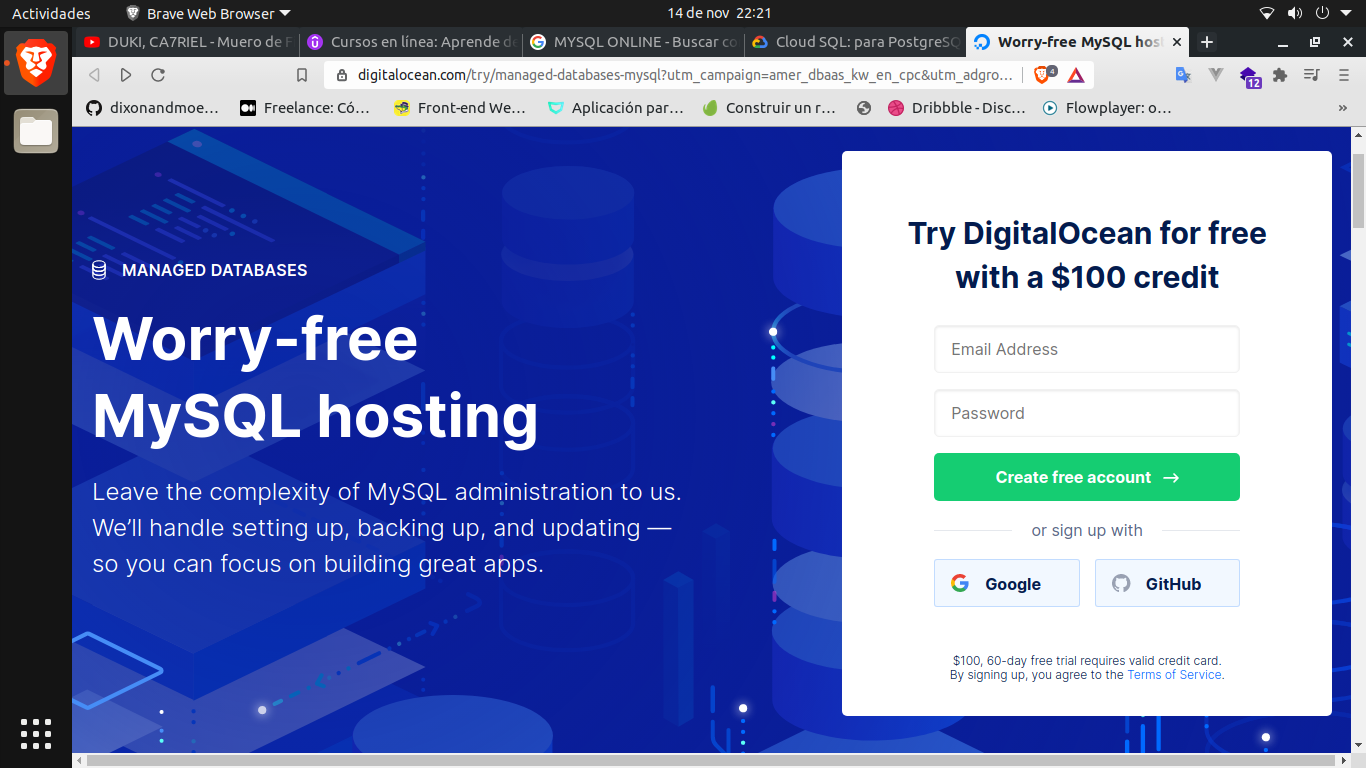 Actividades
Brave Web Browser
14 de nov 22:21
DUKI, CA7RIEL - Muero de F
Cursos en línea: Aprende de
MYSQL ONLINE - Buscar co
Cloud SQL: para PostgreSQ
Worry-free MySQL host
digitalocean.com/try/managed-databases-mysql?utm_campaign=amer_dbaas_kw_en_cpc&utm_adgro...
4
12
dixonandmoe...
Freelance: Có...
Front-end We...
Aplicación par...
Construir un r...
Dribbble - Disc...
Flowplayer: o...
»
MANAGED DATABASES
Worry-free
MySQL hosting
Leave the complexity of MySQL administration to us.
We'll handle setting up, backing up, and updating —
so you can focus on building great apps.
Try DigitalOcean for free
with a $100 credit
Email Address
Password
Create free account →
or sign up with
Google
GitHub
$100, 60-day free trial requires valid credit card.
By signing up, you agree to the Terms of Service.